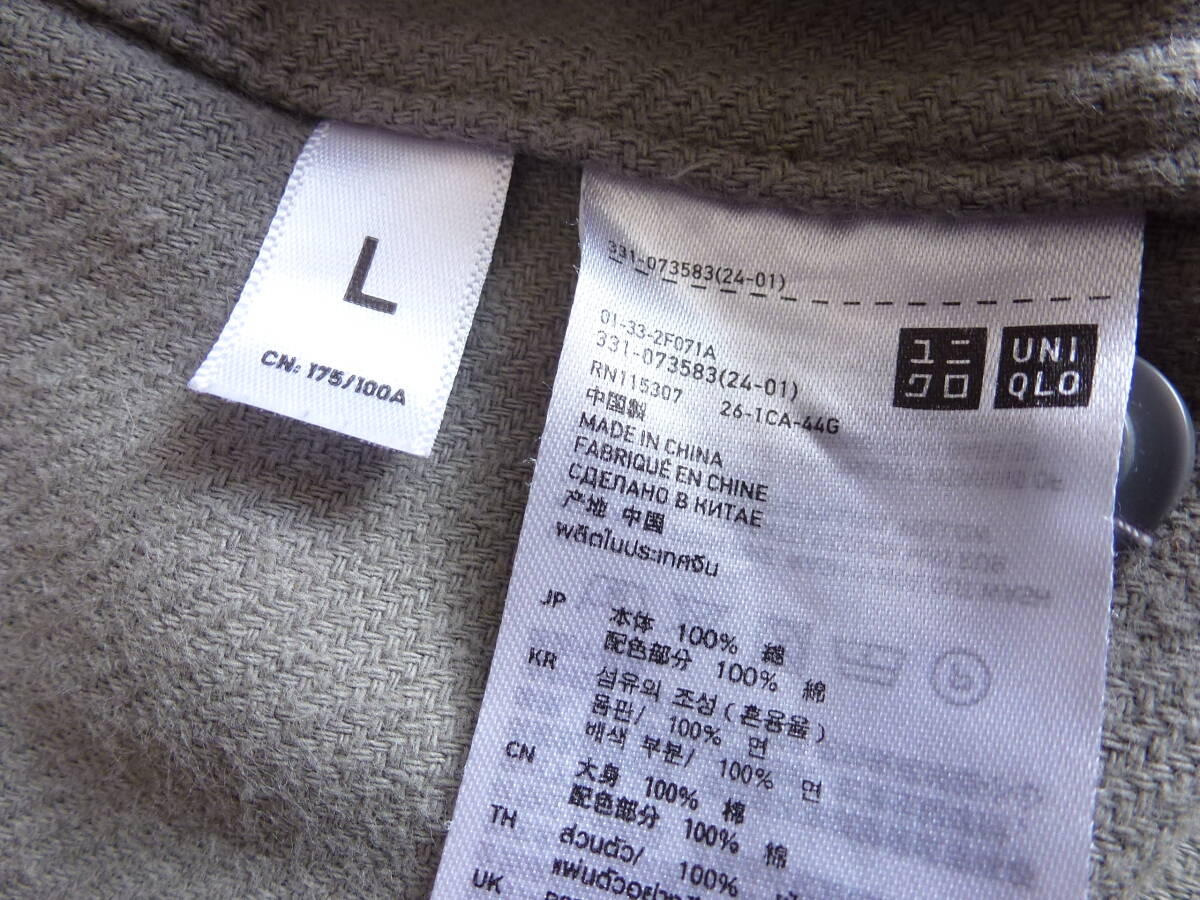 L
CN: 175/100A
331-073583(24-01)
ユニ
クロ
UNI
QLO
01-33-2F071A
331-073583(24-01)
RN115307 26-1CA-44G
中国製
MADE IN CHINA
FABRIQUÉ EN CHINE
СДЕЛАНО В КИТАЕ
产地 中国
ผลิตในประเทศจีน
JP 本体 100% 綿
配色部分 100% 綿
KR 섬유의 조성(혼용율)
몸판/ 100% 면
배색 부분/ 100% 면
CN 大身 100% 棉
配色部分 100% 棉
TH ส่วนตัว/ 100%
UK